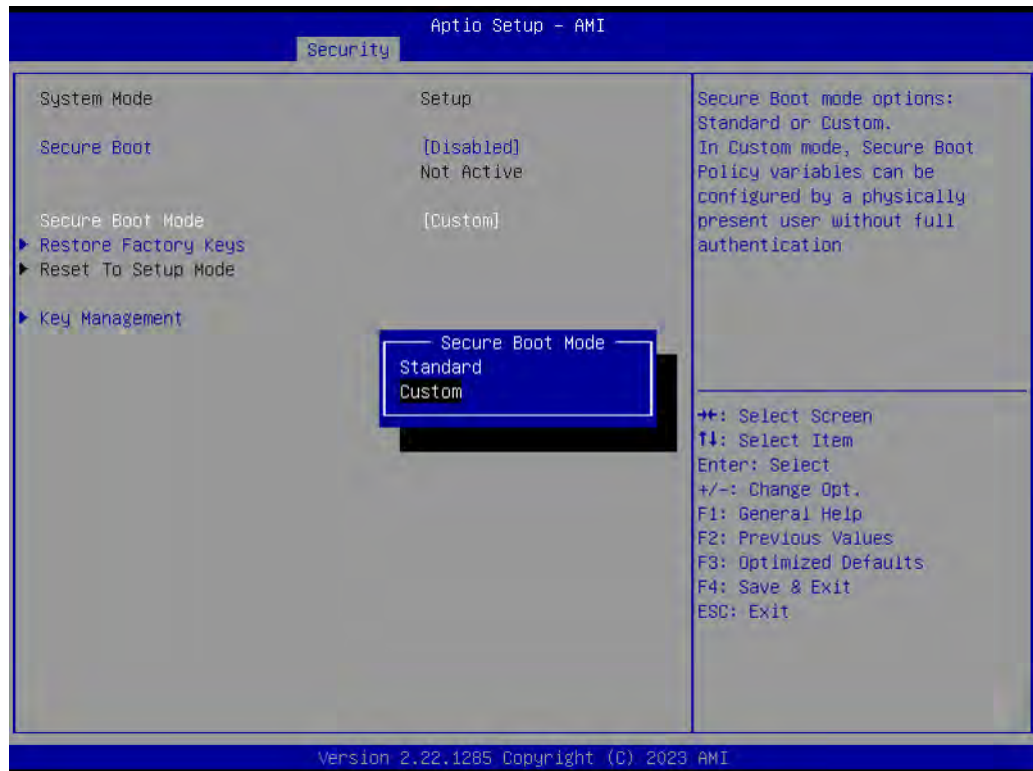 Aptio Setup – AMI
Security
System Mode Setup
Secure Boot [Disabled]
Not Active
Secure Boot Mode [Custom]
Restore Factory Keys
Reset To Setup Mode
Key Management
Secure Boot Mode
Standard
Custom
Secure Boot mode options:
Standard or Custom.
In Custom mode, Secure Boot
Policy variables can be
configured by a physically
present user without full
authentication
→←: Select Screen
↑↓: Select Item
Enter: Select
+/-: Change Opt.
F1: General Help
F2: Previous Values
F3: Optimized Defaults
F4: Save & Exit
ESC: Exit
Version 2.22.1285 Copyright (C) 2023 AMI